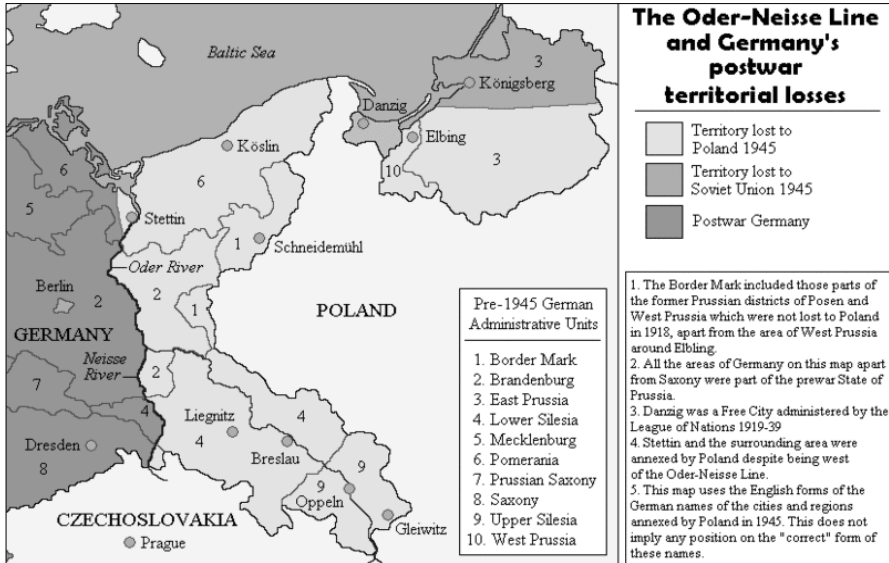 The Oder-Neisse Line
and Germany's
postwar
territorial losses
Territory lost to
Poland 1945
Territory lost to
Soviet Union 1945
Postwar Germany
Baltic Sea
3
Königsberg
Danzig
Elbing
Köslin
10
3
6
6
5
Stettin
1
Schneidemühl
Oder River
Berlin
2
2
1
POLAND
GERMANY
Neisse
River
2
7
4
Liegnitz
4
4
Dresden
8
Breslau
9
9
Oppeln
Gleiwitz
CZECHOSLOVAKIA
Prague
Pre-1945 German
Administrative Units
1. Border Mark
2. Brandenburg
3. East Prussia
4. Lower Silesia
5. Mecklenburg
6. Pomerania
7. Prussian Saxony
8. Saxony
9. Upper Silesia
10. West Prussia
1. The Border Mark included those parts of
the former Prussian districts of Posen and
West Prussia which were not lost to Poland
in 1918, apart from the area of West Prussia
around Elbling.
2. All the areas of Germany on this map apart
from Saxony were part of the prewar State of
Prussia.
3. Danzig was a Free City administered by the
League of Nations 1919-39
4. Stettin and the surrounding area were
annexed by Poland despite being west
of the Oder-Neisse Line.
5. This map uses the English forms of the
German names of the cities and regions
annexed by Poland in 1945. This does not
imply any position on the "correct" form of
these names.